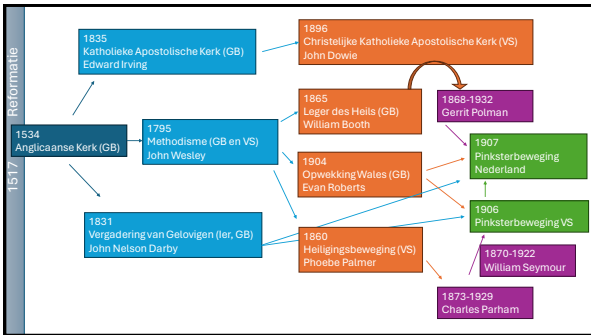 1517 Reformatie
1534
Anglicaanse Kerk (GB)
1835
Katholieke Apostolische Kerk (GB)
Edward Irving
1795
Methodisme (GB en VS)
John Wesley
1831
Vergadering van Gelovigen (Ier, GB)
John Nelson Darby
1896
Christelijke Katholieke Apostolische Kerk (VS)
John Dowie
1865
Leger des Heils (GB)
William Booth
1904
Opwekking Wales (GB)
Evan Roberts
1860
Heiligingsbeweging (VS)
Phoebe Palmer
1868-1932
Gerrit Polman
1907
Pinksterbeweging
Nederland
1906
Pinksterbeweging VS
1870-1922
William Seymour
1873-1929
Charles Parham